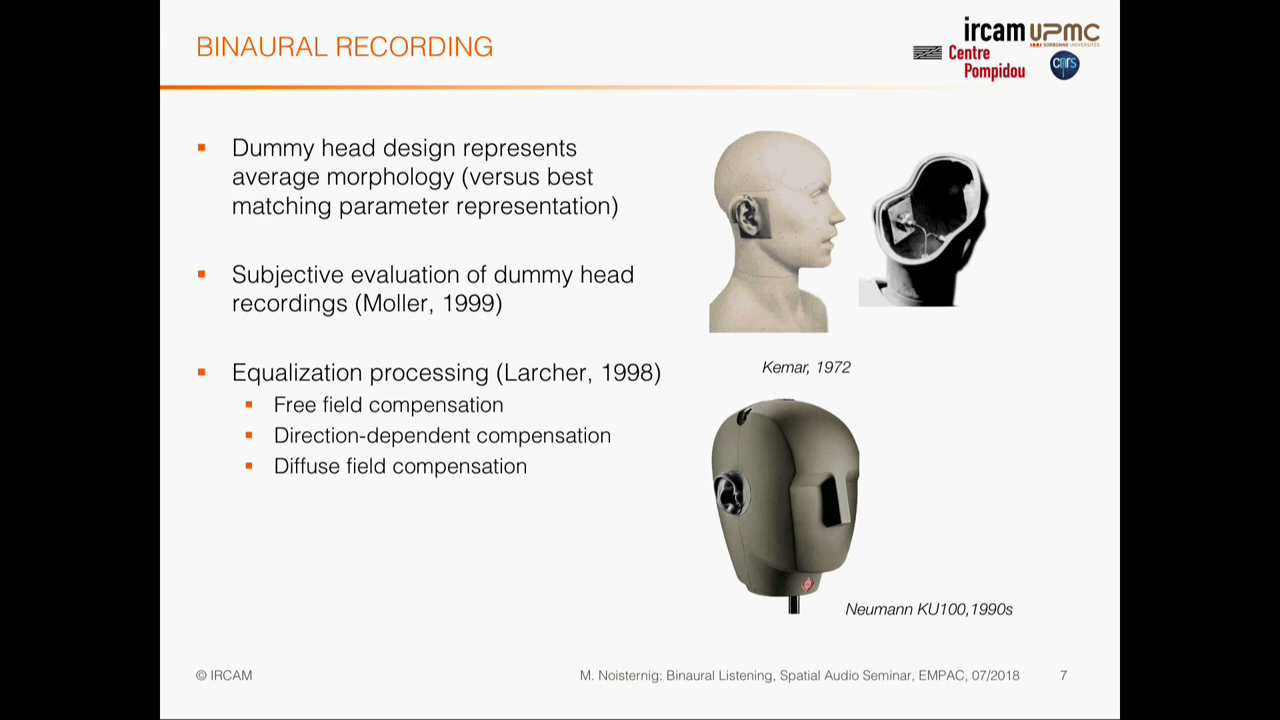 BINAURAL RECORDING
ircam UPMC
SORBONNE UNIVERSITÉS
Centre
Pompidou
cnrs
Dummy head design represents
average morphology (versus best
matching parameter representation)
Subjective evaluation of dummy head
recordings (Moller, 1999)
Equalization processing (Larcher, 1998)
Free field compensation
Direction-dependent compensation
Diffuse field compensation
Kemar, 1972
Neumann KU100,1990s
© IRCAM
M. Noisternig: Binaural Listening, Spatial Audio Seminar, EMPAC, 07/2018
7